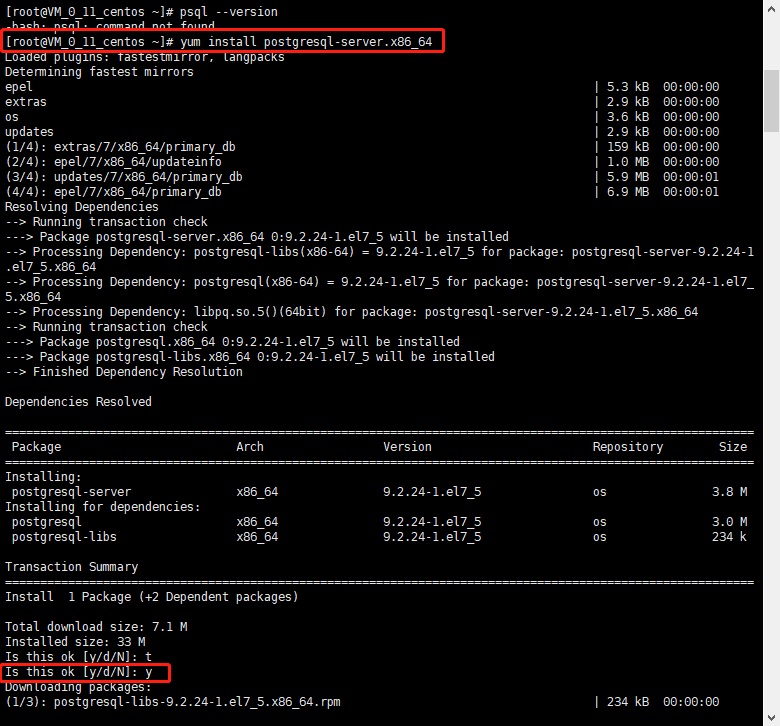 [root@VM_0_11_centos ~]# psql --version
-bash: psql: command not found
[root@VM_0_11_centos ~]# yum install postgresql-server.x86_64
Loaded plugins: fastestmirror, langpacks
Determining fastest mirrors
epel | 5.3 kB 00:00:00
extras | 2.9 kB 00:00:00
os | 3.6 kB 00:00:00
updates | 2.9 kB 00:00:00
(1/4): extras/7/x86_64/primary_db | 159 kB 00:00:00
(2/4): epel/7/x86_64/updateinfo | 1.0 MB 00:00:00
(3/4): updates/7/x86_64/primary_db | 5.9 MB 00:00:01
(4/4): epel/7/x86_64/primary_db | 6.9 MB 00:00:01
Resolving Dependencies
--> Running transaction check
---> Package postgresql-server.x86_64 0:9.2.24-1.el7_5 will be installed
--> Processing Dependency: postgresql-libs(x86-64) = 9.2.24-1.el7_5 for package: postgresql-server-9.2.24-1
.el7_5.x86_64
--> Processing Dependency: postgresql(x86-64) = 9.2.24-1.el7_5 for package: postgresql-server-9.2.24-1.el7_
5.x86_64
--> Processing Dependency: libpq.so.5()(64bit) for package: postgresql-server-9.2.24-1.el7_5.x86_64
--> Running transaction check
---> Package postgresql.x86_64 0:9.2.24-1.el7_5 will be installed
---> Package postgresql-libs.x86_64 0:9.2.24-1.el7_5 will be installed
--> Finished Dependency Resolution
Dependencies Resolved
================================================================================
Package Arch Version Repository Size
================================================================================
Installing:
postgresql-server x86_64 9.2.24-1.el7_5 os 3.8 M
Installing for dependencies:
postgresql x86_64 9.2.24-1.el7_5 os 3.0 M
postgresql-libs x86_64 9.2.24-1.el7_5 os 234 k
Transaction Summary
================================================================================
Install 1 Package (+2 Dependent packages)
Total download size: 7.1 M
Installed size: 33 M
Is this ok [y/d/N]: t
Is this ok [y/d/N]: y
Downloading packages:
(1/3): postgresql-libs-9.2.24-1.el7_5.x86_64.rpm | 234 kB 00:00:00